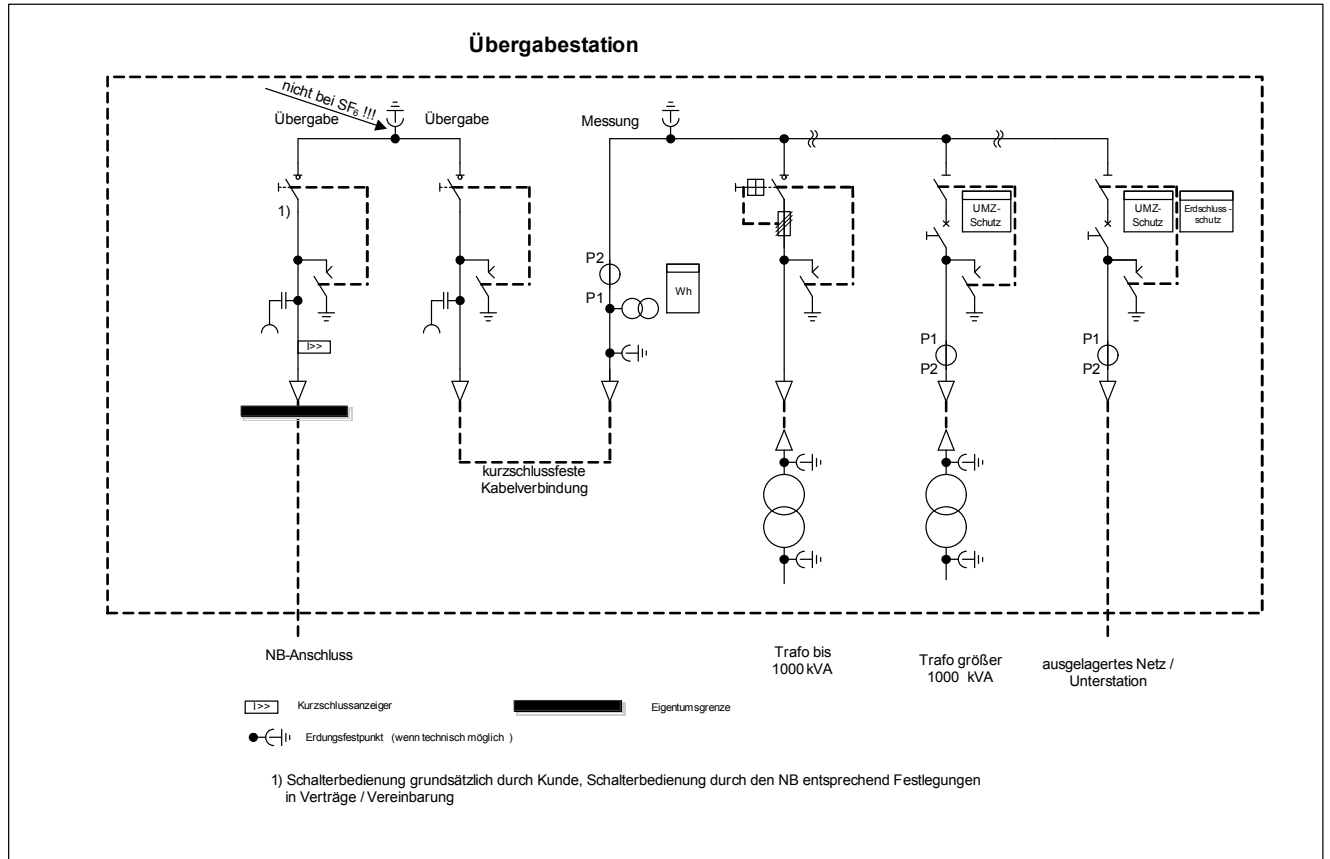 Übergabestation
nicht bei SF₆ !!!
Übergabe
Übergabe
Messung
1)
I>>
P2
P1
Wh
UMZ-
Schutz
P1
P2
UMZ-
Schutz
Erdschluss-
schutz
P1
P2
kurzschlussfeste
Kabelverbindung
NB-Anschluss
Trafo bis
1000 kVA
Trafo größer
1000 kVA
ausgelagertes Netz /
Unterstation
I>> Kurzschlussanzeiger
Eigentumsgrenze
Erdungsfestpunkt (wenn technisch möglich )
1) Schalterbedienung grundsätzlich durch Kunde, Schalterbedienung durch den NB entsprechend Festlegungen
in Verträge / Vereinbarung